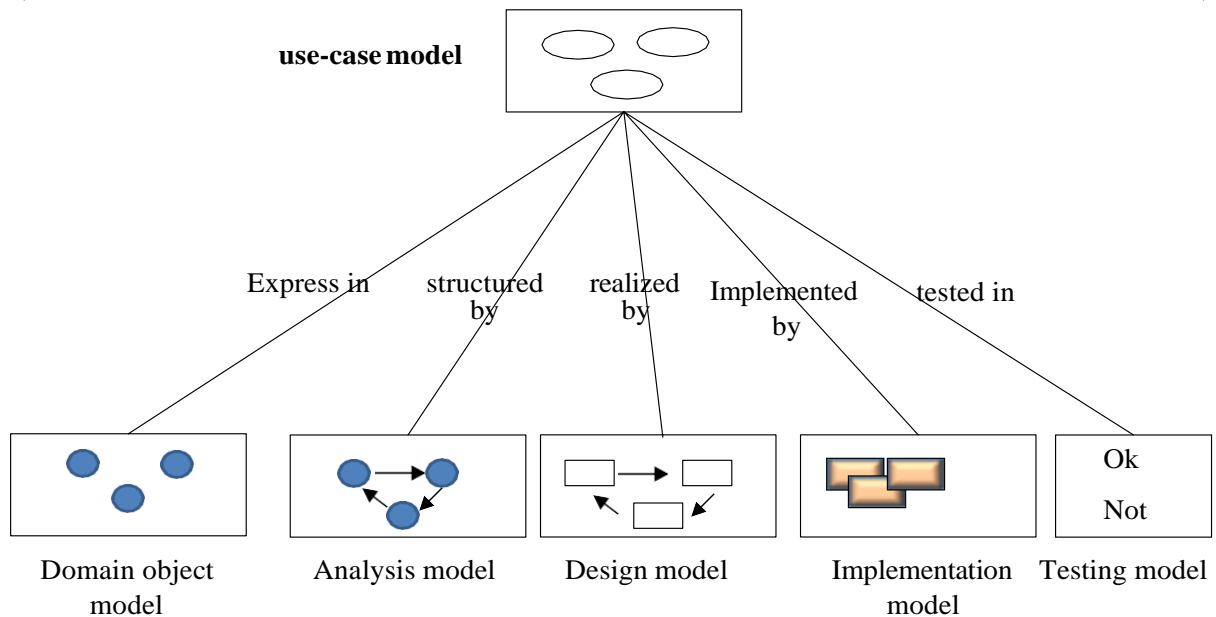 use-case model
Express in
structured
by
realized
by
Implemented
by
tested in
Ok
Not
Domain object
model
Analysis model
Design model
Implementation
model
Testing model